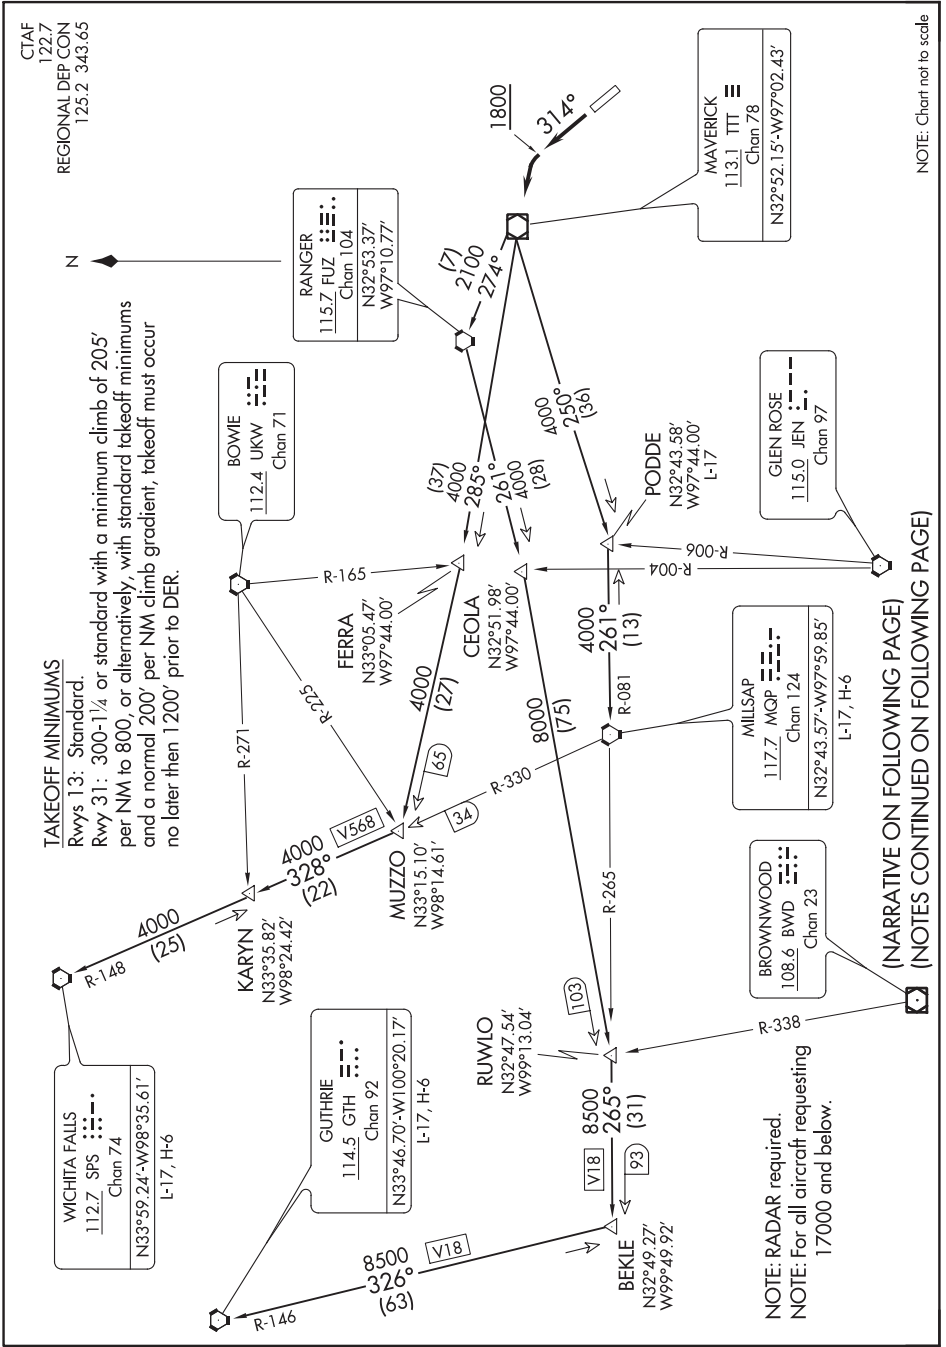 CTAF
122.7
REGIONAL DEP CON
125.2 343.65
TAKEOFF MINIMUMS
Rwys 13: Standard.
Rwy 31: 300-1¼ or standard with a minimum climb of 205'
per NM to 800, or alternatively, with standard takeoff minimums
and a normal 200' per NM climb gradient, takeoff must occur
no later then 1200' prior to DER.
N
WICHITA FALLS
112.7 SPS
Chan 74
N33°59.24'-W98°35.61'
L-17, H-6
R-148
4000
(25)
KARYN
N33°35.82'
W98°24.42'
4000
328°
(22)
V568
R-271
R-225
R-165
BOWIE
112.4 UKW
Chan 71
RANGER
115.7 FUZ
Chan 104
N32°53.37'
W97°10.77'
(7)
2100
274°
1800
314°
MAVERICK
113.1 TTT
Chan 78
N32°52.15'-W97°02.43'
GUTHRIE
114.5 GTH
Chan 92
N33°46.70'-W100°20.17'
L-17, H-6
R-146
8500
326°
(63)
V18
MUZZO
N33°15.10'
W98°14.61'
65
34
4000
(27)
FERRA
N33°05.47'
W97°44.00'
(37)
4000
285°
261°
4000
(28)
CEOLA
N32°51.98'
W97°44.00'
8000
(75)
4000
250°
(36)
PODDE
N32°43.58'
W97°44.00'
L-17
4000
261°
(13)
R-081
R-330
R-265
R-004
R-006
RUWLO
N32°47.54'
W99°13.04'
103
8500
265°
(31)
V18
93
BEKLE
N32°49.27'
W99°49.92'
R-338
BROWNWOOD
108.6 BWD
Chan 23
MILLSAP
117.7 MQP
Chan 124
N32°43.57'-W97°59.85'
L-17, H-6
GLEN ROSE
115.0 JEN
Chan 97
NOTE: RADAR required.
NOTE: For all aircraft requesting
17000 and below.
(NARRATIVE ON FOLLOWING PAGE)
(NOTES CONTINUED ON FOLLOWING PAGE)
NOTE: Chart not to scale